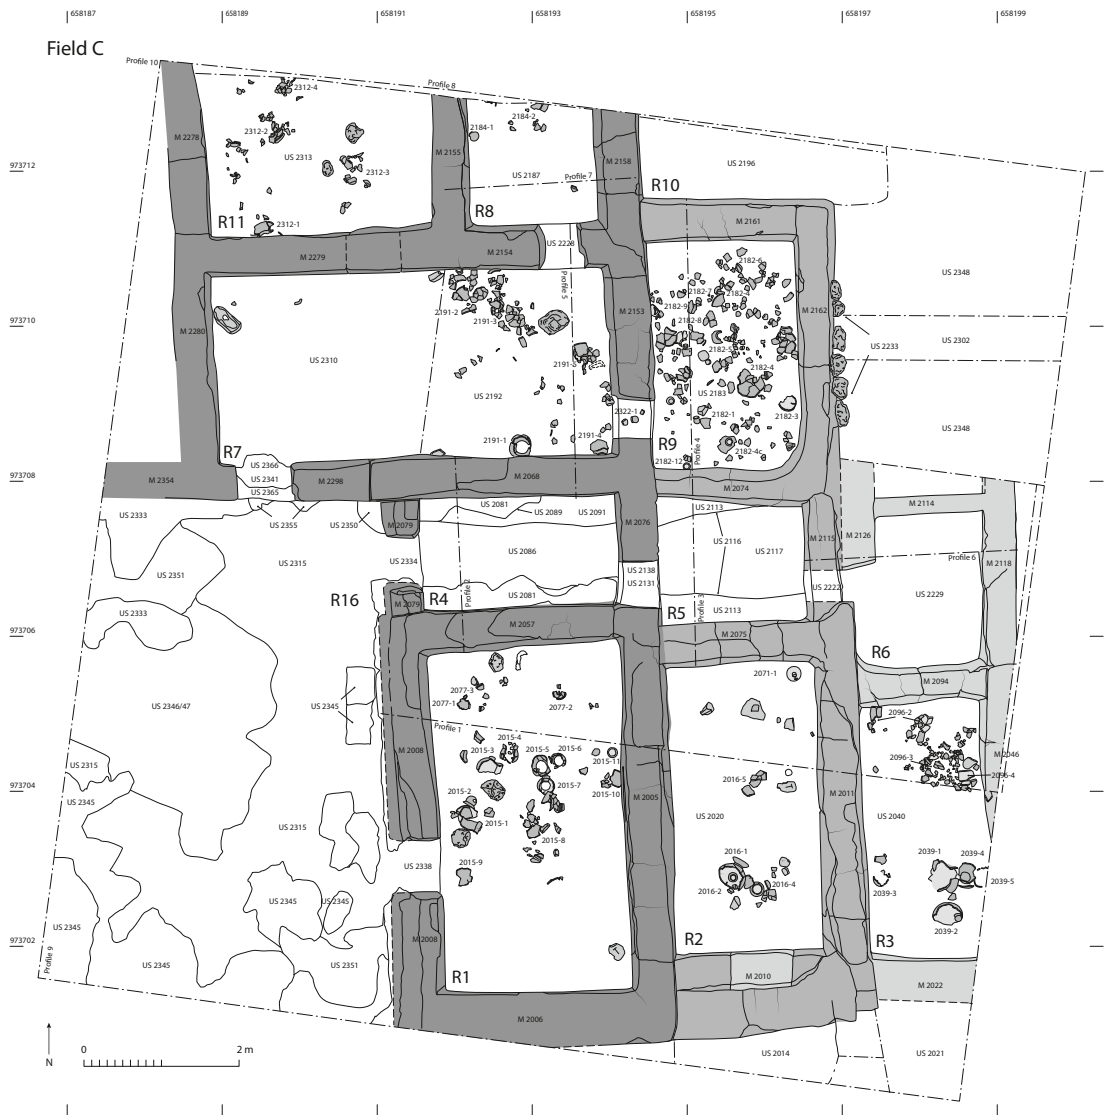 658187 658189 658191 658193 658195 658197 658199
Field C
Profile 10
Profile 8
2312-4
2184-2
2184-1
2312-2
M 2278
US 2313
M 2155
M 2158
US 2196
973712
2312-3
US 2187
Profile 7
R10
R11
2312-1
R8
M 2161
US 2228
M 2279
M 2154
2182-6
US 2348
Profile 5
2182-7
2182-4
2191-2
2182-9
M 2153
M 2162
973710
2191-3
2182-8
M 2280
US 2233
US 2302
2182-5
US 2310
2191-5
2182-4
US 2192
US 2183
2322-1
2182-1
2182-3
US 2348
2191-1
2191-4
R9
Profile 4
R7
2182-12
2182-4c
US 2366
973708
M 2354
US 2341
M 2298
M 2068
M 2074
US 2365
US 2333
US 2355
US 2350
M 2079
US 2081
US 2089
US 2091
M 2076
US 2113
M 2114
M 2115
M 2126
US 2116
US 2117
US 2086
Profile 6
US 2315
US 2334
US 2138
M 2118
US 2351
US 2131
US 2222
Profile 2
US 2229
R16
M 2079
R4
US 2081
R5
Profile 3
US 2113
US 2333
973706
M 2057
M 2075
R6
2071-1
M 2094
2077-3
US 2346/47
US 2345
2077-1
2077-2
2096-2
Profile 1
2015-4
M 2008
2015-3
2015-5
2015-6
2015-11
2096-3
M 2046
US 2315
2096-4
973704
2015-2
2015-7
2015-10
2016-5
M 2005
M 2011
US 2345
2015-1
US 2315
2015-8
US 2020
US 2040
2015-9
US 2338
2016-1
2039-1
2039-4
2016-4
2016-2
2039-3
2039-5
US 2345
US 2345
US 2345
2039-2
973702
M 2008
R2
R3
Profile 9
US 2345
US 2351
R1
M 2010
M 2022
M 2006
N
0 2 m
US 2014
US 2021